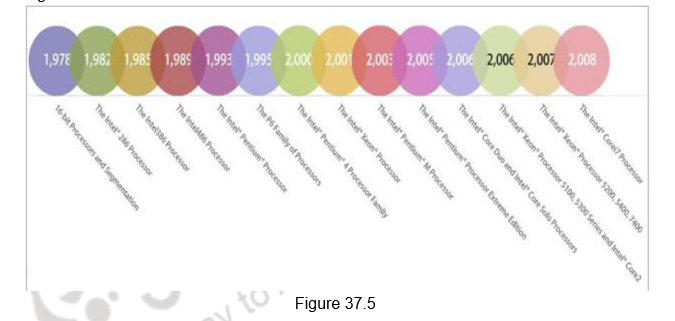 1,978 1,982 1,985 1,989 1,993 1,995 2,000 2,001 2,003 2,005 2,006 2,006 2,007 2,008
16-bit Processors and Segmentation
The Intel® 286 Processor
The Intel386 Processor
The Intel486 Processor
The Intel® Pentium® Processor
The P6 Family of Processors
The Intel® Pentium® 4 Processor Family
The Intel® Xeon® Processor
The Intel® Pentium® M Processor
The Intel® Pentium® Processor Extreme Edition
The Intel® Core Duo and Intel® Core Solo Processors
The Intel® Xeon® Processor 5100, 5300 Series and Intel® Core2
The Intel® Xeon® Processor 5200, 5400, 7400
The Intel® Corei7 Processor
to
Figure 37.5